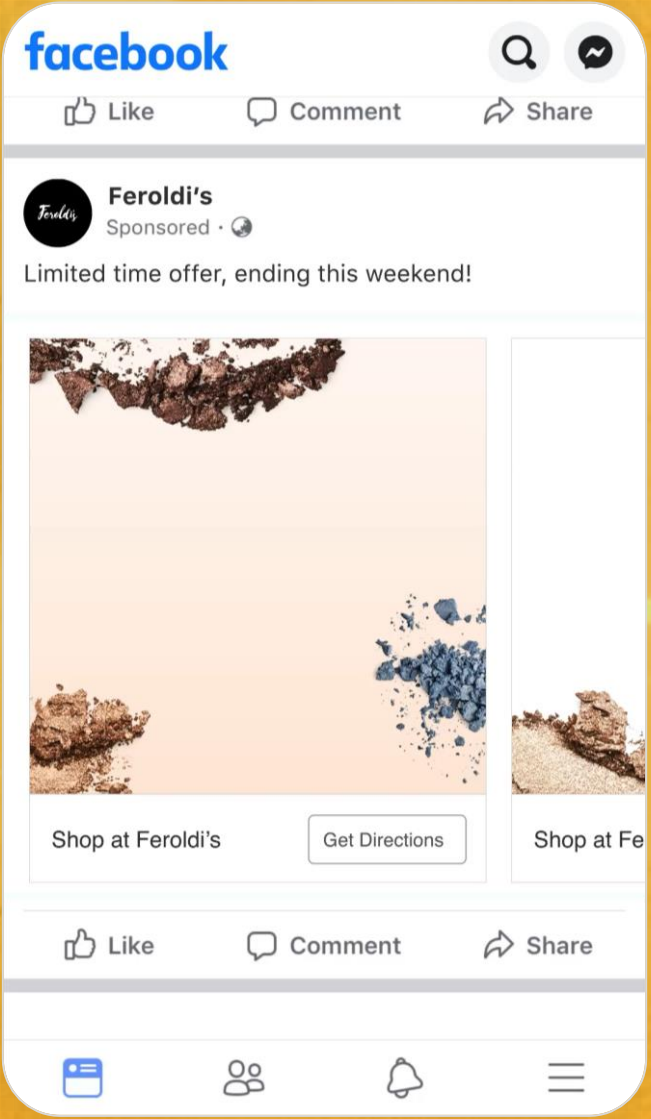 facebook
Like Comment Share
Feroldi's
Feroldi's
Sponsored ·
Limited time offer, ending this weekend!
Shop at Feroldi's Get Directions Shop at Fe
Like Comment Share